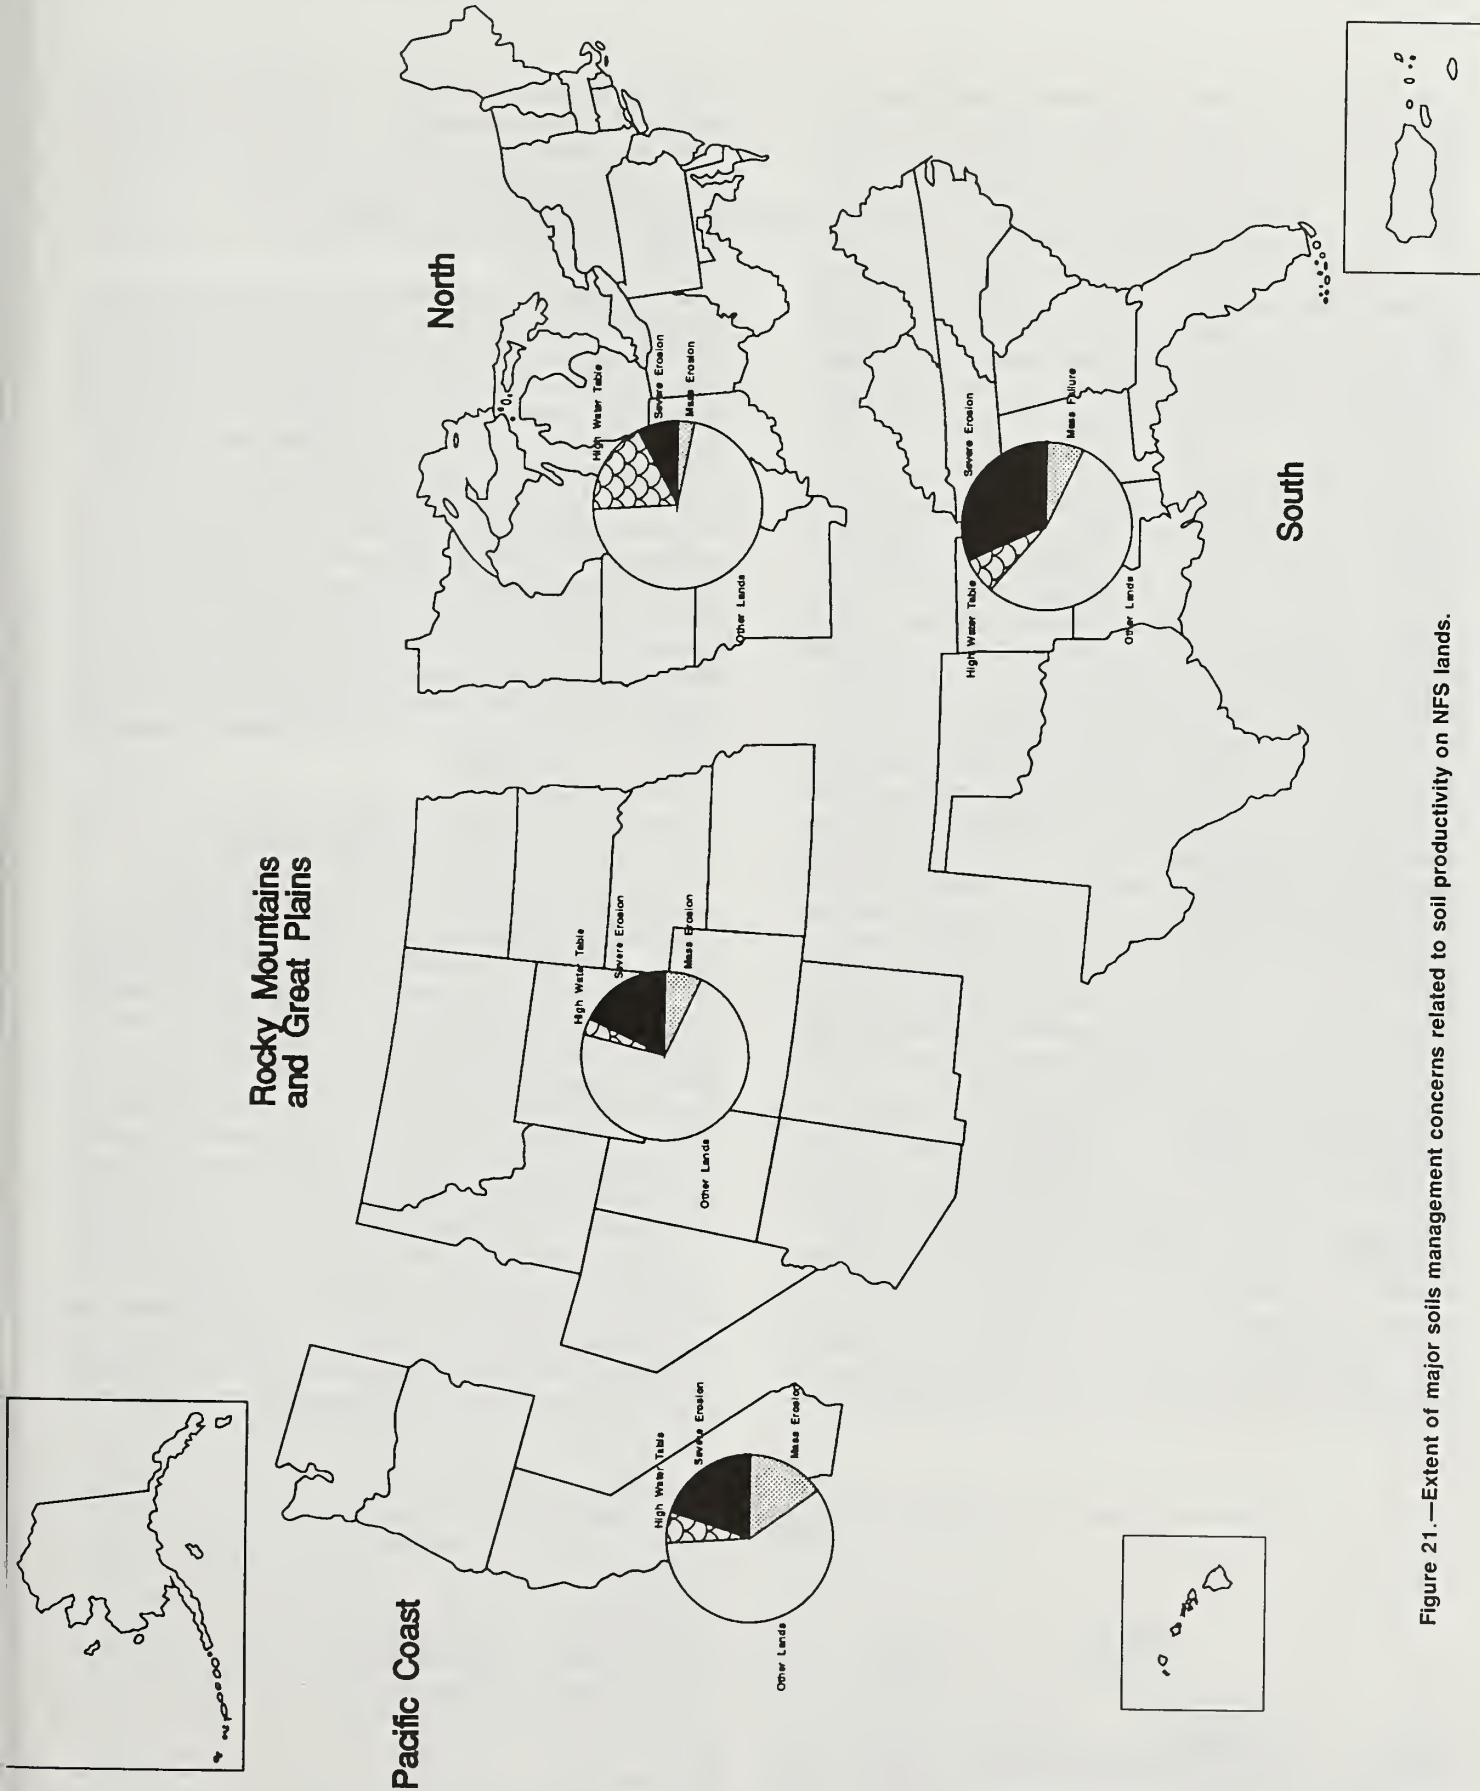 Pacific Coast
High Water Table
Severe Erosion
Mass Erosion
Other Lands
Rocky Mountains
and Great Plains
High Water Table
Severe Erosion
Mass Erosion
Other Lands
North
High Water Table
Severe Erosion
Mass Erosion
Other Lands
South
Severe Erosion
Mass Failure
High Water Table
Other Lands
Figure 21.—Extent of major soils management concerns related to soil productivity on NFS lands.